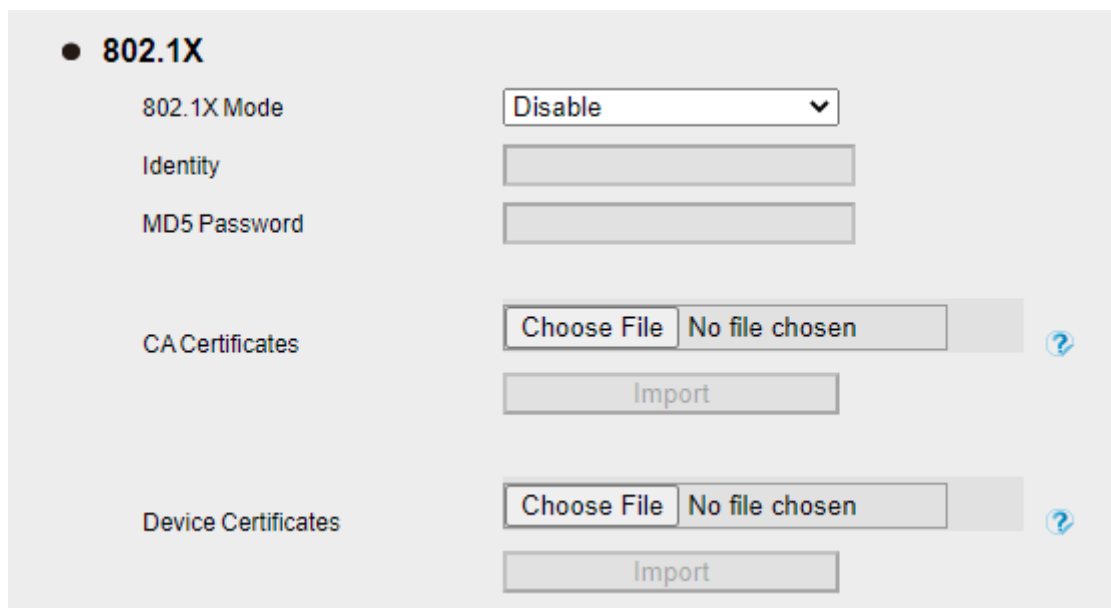 802.1X
802.1X Mode Disable
Identity
MD5 Password
CA Certificates Choose File No file chosen
Import
Device Certificates Choose File No file chosen
Import